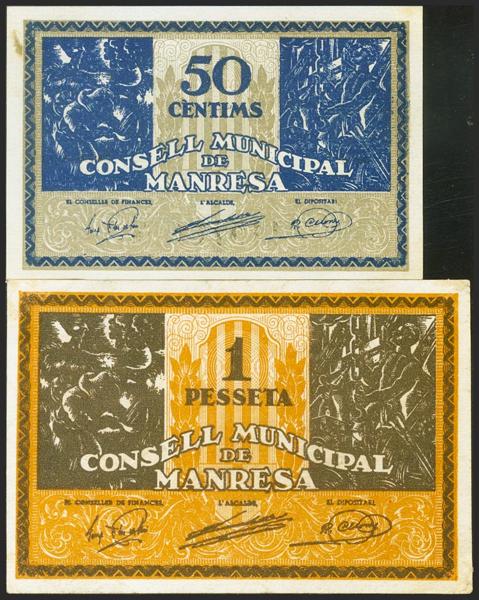 50
CENTIMS
CONSELL MUNICIPAL
DE
MANRESA
EL CONSELLER DE FINANCES, L'ALCALDE, EL DIPOSITARI
1
PESSETA
CONSELL MUNICIPAL
DE
MANRESA
EL CONSELLER DE FINANCES, L'ALCALDE, EL DIPOSITARI